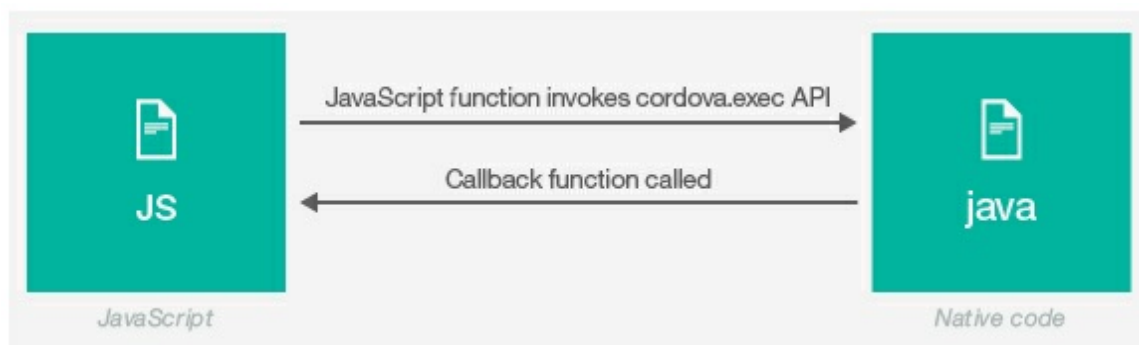 JavaScript function invokes cordova.exec API
Callback function called
JS
java
JavaScript
Native code